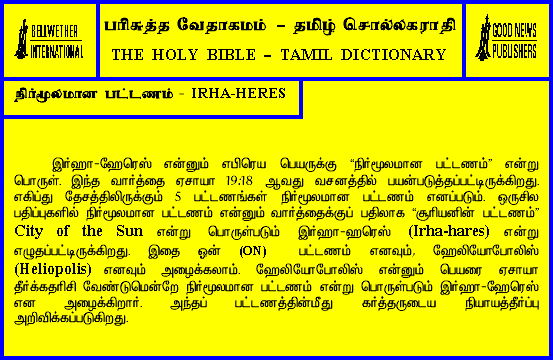 BELLWETHER
INTERNATIONAL
பரிசுத்த வேதாகமம் – தமிழ் சொல்லகராதி
THE HOLY BIBLE – TAMIL DICTIONARY
GOOD NEWS
PUBLISHERS
நிர்மூலமான பட்டணம் - IRHA-HERES
இர்ஹா-ஹேரெஸ் என்னும் எபிரெய பெயருக்கு “நிர்மூலமான பட்டணம்” என்று
பொருள். இந்த வார்த்தை ஏசாயா 19:18 ஆவது வசனத்தில் பயன்படுத்தப்பட்டிருக்கிறது.
எகிப்து தேசத்திலிருக்கும் 5 பட்டணங்கள் நிர்மூலமான பட்டணம் எனப்படும். ஒருசில
பதிப்புகளில் நிர்மூலமான பட்டணம் என்னும் வார்த்தைக்குப் பதிலாக “சூரியனின் பட்டணம்”
City of the Sun என்று பொருள்படும் இர்ஹா-ஹரெஸ் (Irha-hares) என்று
எழுதப்பட்டிருக்கிறது. இதை ஓன் (ON) பட்டணம் எனவும், ஹேலியோபோலிஸ்
(Heliopolis) எனவும் அழைக்கலாம். ஹேலியோபோலிஸ் என்னும் பெயரை ஏசாயா
தீர்க்கதரிசி வேண்டுமென்றே நிர்மூலமான பட்டணம் என்று பொருள்படும் இர்ஹா-ஹேரெஸ்
என அழைக்கிறார். அந்தப் பட்டணத்தின்மீது கர்த்தருடைய நியாயத்தீர்ப்பு
அறிவிக்கப்படுகிறது.